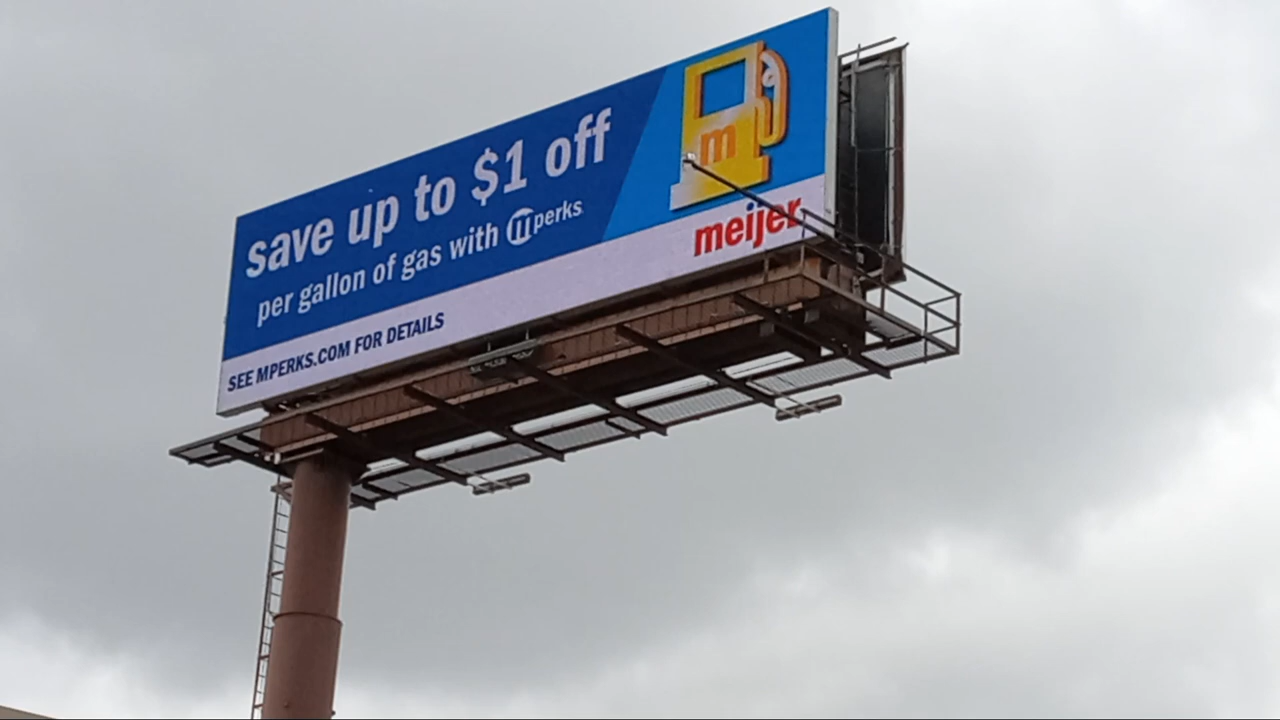 save up to $1 off
per gallon of gas with mperks
SEE MPERKS.COM FOR DETAILS
m
meijer